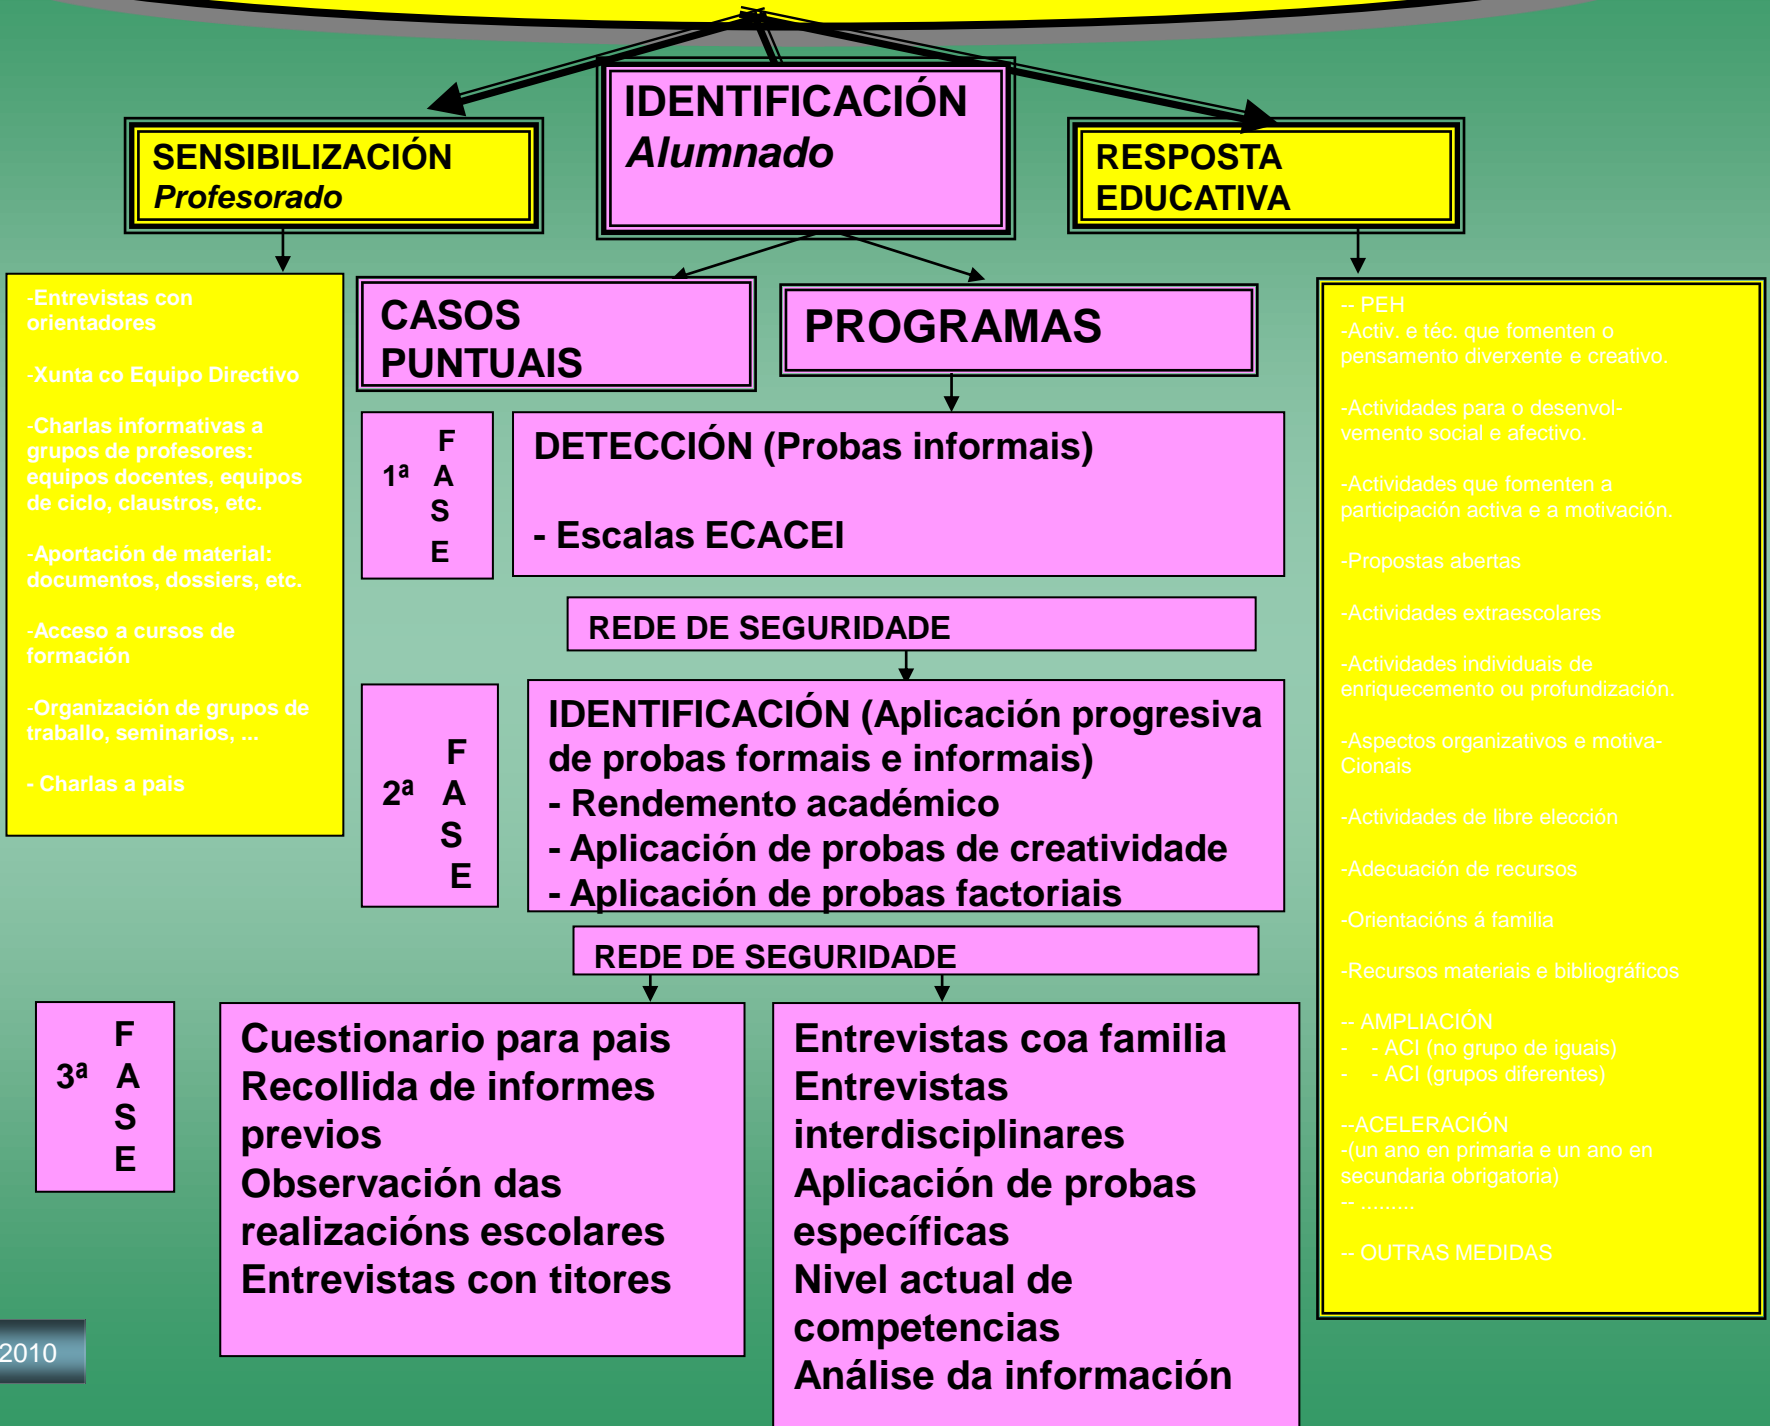 IDENTIFICACIÓN
Alumnado
SENSIBILIZACIÓN
Profesorado
RESPOSTA
EDUCATIVA
-Entrevistas con
orientadores
-Xunta co Equipo Directivo
-Charlas informativas a
grupos de profesores:
equipos docentes, equipos
de ciclo, claustros, etc.
-Aportación de material:
documentos, dossiers, etc.
-Acceso a cursos de
formación
-Organización de grupos de
traballo, seminarios, ...
- Charlas a pais
CASOS
PUNTUAIS
PROGRAMAS
1ª FASE
DETECCIÓN (Probas informais)
- Escalas ECACEI
REDE DE SEGURIDADE
2ª FASE
IDENTIFICACIÓN (Aplicación progresiva
de probas formais e informais)
- Rendemento académico
- Aplicación de probas de creatividade
- Aplicación de probas factoriais
REDE DE SEGURIDADE
3ª FASE
Cuestionario para pais
Recollida de informes
previos
Observación das
realizacións escolares
Entrevistas con titores
Entrevistas coa familia
Entrevistas
interdisciplinares
Aplicación de probas
específicas
Nivel actual de
competencias
Análise da información
-- PEH
-Activ. e téc. que fomenten o
pensamento diverxente e creativo.
-Actividades para o desenvol-
vemento social e afectivo.
-Actividades que fomenten a
participación activa e a motivación.
-Propostas abertas
-Actividades extraescolares
-Actividades individuais de
enriquecemento ou profundización.
-Aspectos organizativos e motiva-
Cionais
-Actividades de libre elección
-Adecuación de recursos
-Orientacións á familia
-Recursos materiais e bibliográficos
-- AMPLIACIÓN
- - ACI (no grupo de iguais)
- - ACI (grupos diferentes)
--ACELERACIÓN
-(un ano en primaria e un ano en
secundaria obrigatoria)
-- .........
-- OUTRAS MEDIDAS
2010